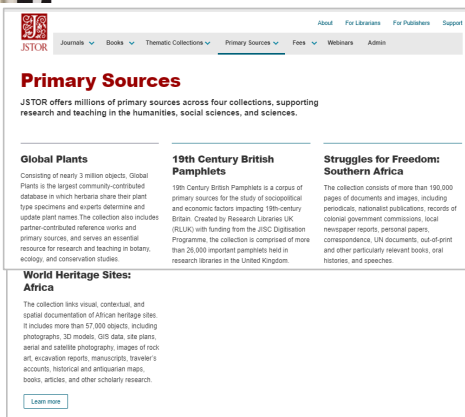 About For Librarians For Publishers Support
JSTOR
Journals Books Thematic Collections Primary Sources Fees Webinars Admin
Primary Sources
JSTOR offers millions of primary sources across four collections, supporting
research and teaching in the humanities, social sciences, and sciences.
Global Plants
Consisting of nearly 3 million objects, Global
Plants is the largest community-contributed
database in which herbaria share their plant
type specimens and experts determine and
update plant names.The collection also includes
partner-contributed reference works and
primary sources, and serves an essential
resource for research and teaching in botany,
ecology, and conservation studies.
19th Century British
Pamphlets
19th Century British Pamphlets is a corpus of
primary sources for the study of sociopolitical
and economic factors impacting 19th-century
Britain. Created by Research Libraries UK
(RLUK) with funding from the JISC Digitisation
Programme, the collection is comprised of more
than 26,000 important pamphlets held in
research libraries in the United Kingdom.
Struggles for Freedom:
Southern Africa
The collection consists of more than 190,000
pages of documents and images, including
periodicals, nationalist publications, records of
colonial government commissions, local
newspaper reports, personal papers,
correspondence, UN documents, out-of-print
and other particularly relevant books, oral
histories, and speeches.
World Heritage Sites:
Africa
The collection links visual, contextual, and
spatial documentation of African heritage sites.
It includes more than 57,000 objects, including
photographs, 3D models, GIS data, site plans,
aerial and satellite photography, images of rock
art, excavation reports, manuscripts, traveler's
accounts, historical and antiquarian maps,
books, articles, and other scholarly research.
Learn more